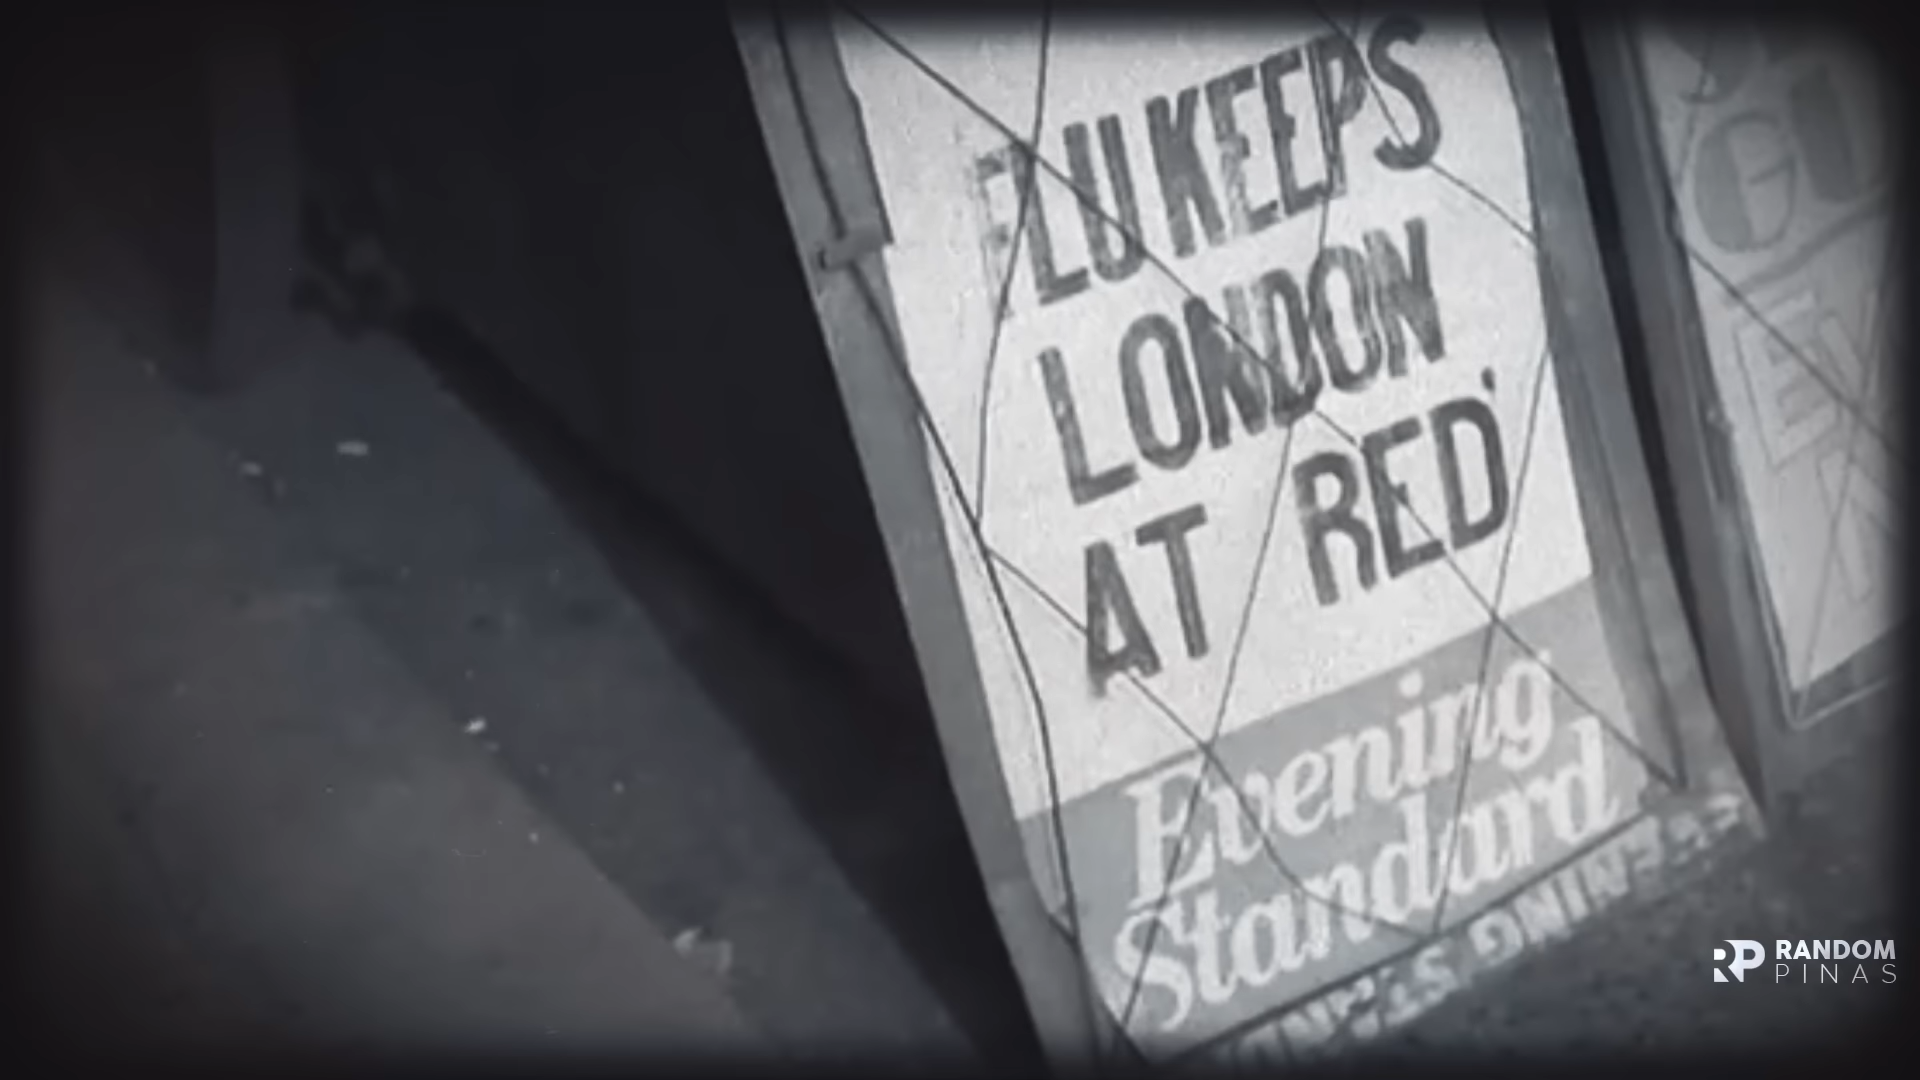 FLU KEEPS
LONDON
AT 'RED'
Evening
Standard
RANDOM
PINAS